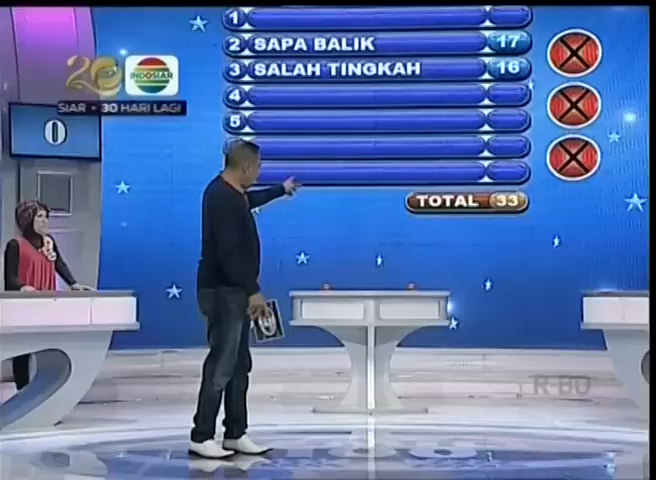 1
2 SAPA BALIK 17
3 SALAH TINGKAH 16
4
5
TOTAL 33
20 INDOSIAR
SIAR - 30 HARI LAGI
0
R-BO